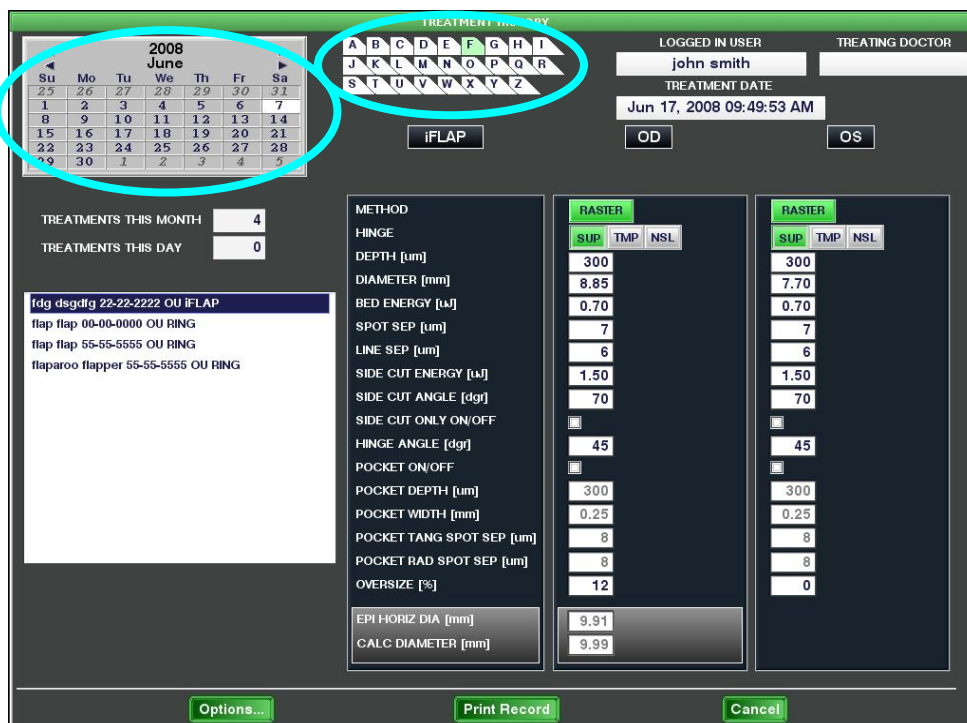 TREATMENT HISTORY
2008
June
Su Mo Tu We Th Fr Sa
25 26 27 28 29 30 31
1 2 3 4 5 6 7
8 9 10 11 12 13 14
15 16 17 18 19 20 21
22 23 24 25 26 27 28
29 30 1 2 3 4 5
A B C D E F G H I
J K L M N O P Q R
S T U V W X Y Z
LOGGED IN USER TREATING DOCTOR
john smith
TREATMENT DATE
Jun 17, 2008 09:49:53 AM
iFLAP OD OS
TREATMENTS THIS MONTH 4
TREATMENTS THIS DAY 0
fdg dsgdfg 22-22-2222 OU iFLAP
flap flap 00-00-0000 OU RING
flap flap 55-55-5555 OU RING
flaparoo flapper 55-55-5555 OU RING
METHOD RASTER RASTER
HINGE SUP TMP NSL SUP TMP NSL
DEPTH [um] 300 300
DIAMETER [mm] 8.85 7.70
BED ENERGY [uJ] 0.70 0.70
SPOT SEP [um] 7 7
LINE SEP [um] 6 6
SIDE CUT ENERGY [uJ] 1.50 1.50
SIDE CUT ANGLE [dgr] 70 70
SIDE CUT ONLY ON/OFF
HINGE ANGLE [dgr] 45 45
POCKET ON/OFF
POCKET DEPTH [um] 300 300
POCKET WIDTH [mm] 0.25 0.25
POCKET TANG SPOT SEP [um] 8 8
POCKET RAD SPOT SEP [um] 8 8
OVERSIZE [%] 12 0
EPI HORIZ DIA [mm] 9.91
CALC DIAMETER [mm] 9.99
Options... Print Record Cancel